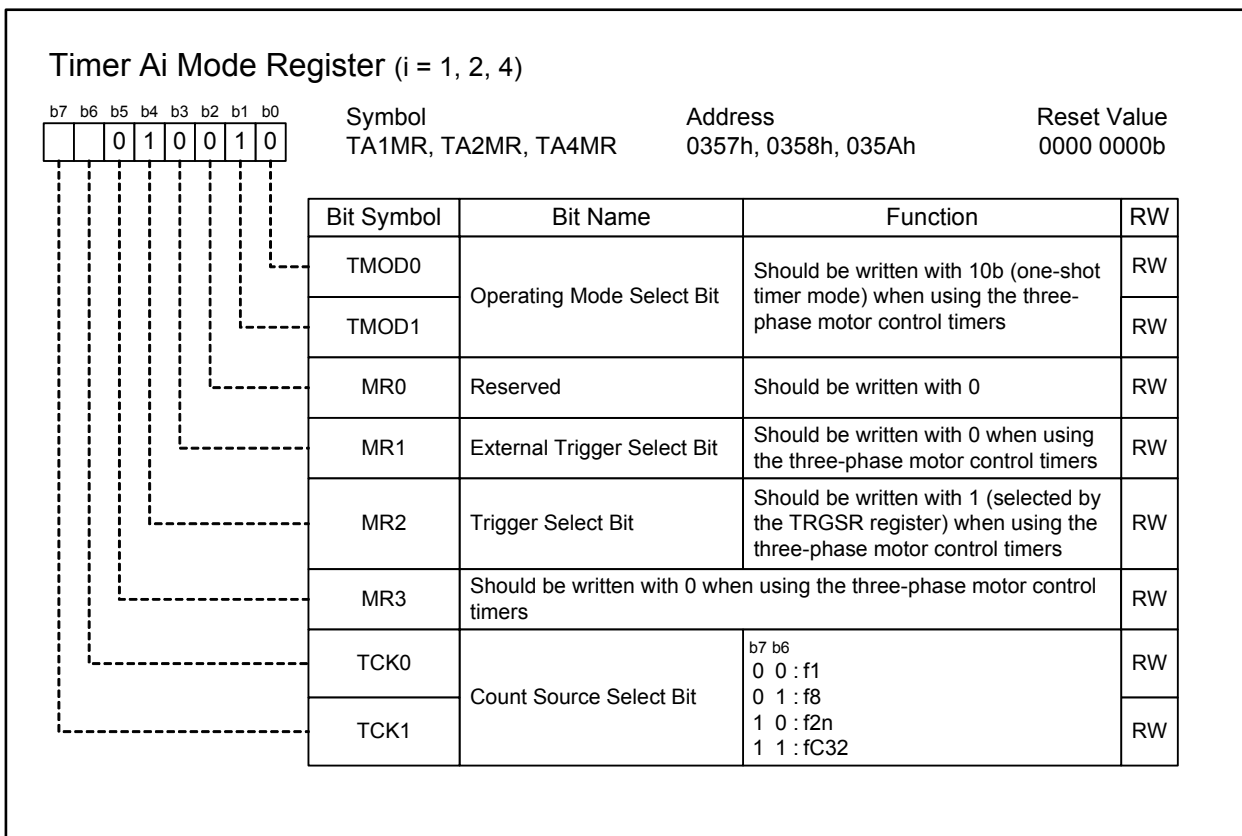 Timer Ai Mode Register (i = 1, 2, 4)
b7 b6 b5 b4 b3 b2 b1 b0
0 1 0 0 1 0
Symbol Address Reset Value
TA1MR, TA2MR, TA4MR 0357h, 0358h, 035Ah 0000 0000b
Bit Symbol Bit Name Function RW
TMOD0 RW
Operating Mode Select Bit
Should be written with 10b (one-shot
timer mode) when using the three-
phase motor control timers
TMOD1 RW
MR0 Reserved Should be written with 0 RW
MR1 External Trigger Select Bit
Should be written with 0 when using
the three-phase motor control timers
RW
MR2 Trigger Select Bit
Should be written with 1 (selected by
the TRGSR register) when using the
three-phase motor control timers
RW
MR3
Should be written with 0 when using the three-phase motor control
timers
RW
TCK0 RW
Count Source Select Bit
b7 b6
0 0 : f1
0 1 : f8
1 0 : f2n
1 1 : fC32
TCK1 RW